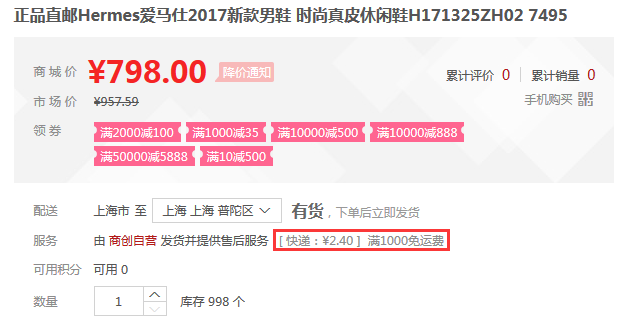 正品直邮Hermes爱马仕2017新款男鞋 时尚真皮休闲鞋H171325ZH02 7495
商城价 ¥798.00 降价通知 累计评价 0 累计销量 0
市场价 ¥957.59 手机购买
领券 满2000减100 满1000减35 满10000减500 满10000减888
满50000减5888 满10减500
配送 上海市 至 上海 上海 普陀区 有货，下单后立即发货
服务 由 商创自营 发货并提供售后服务 [ 快递：¥2.40 ] 满1000免运费
可用积分 可用 0
数量 1 库存 998 个